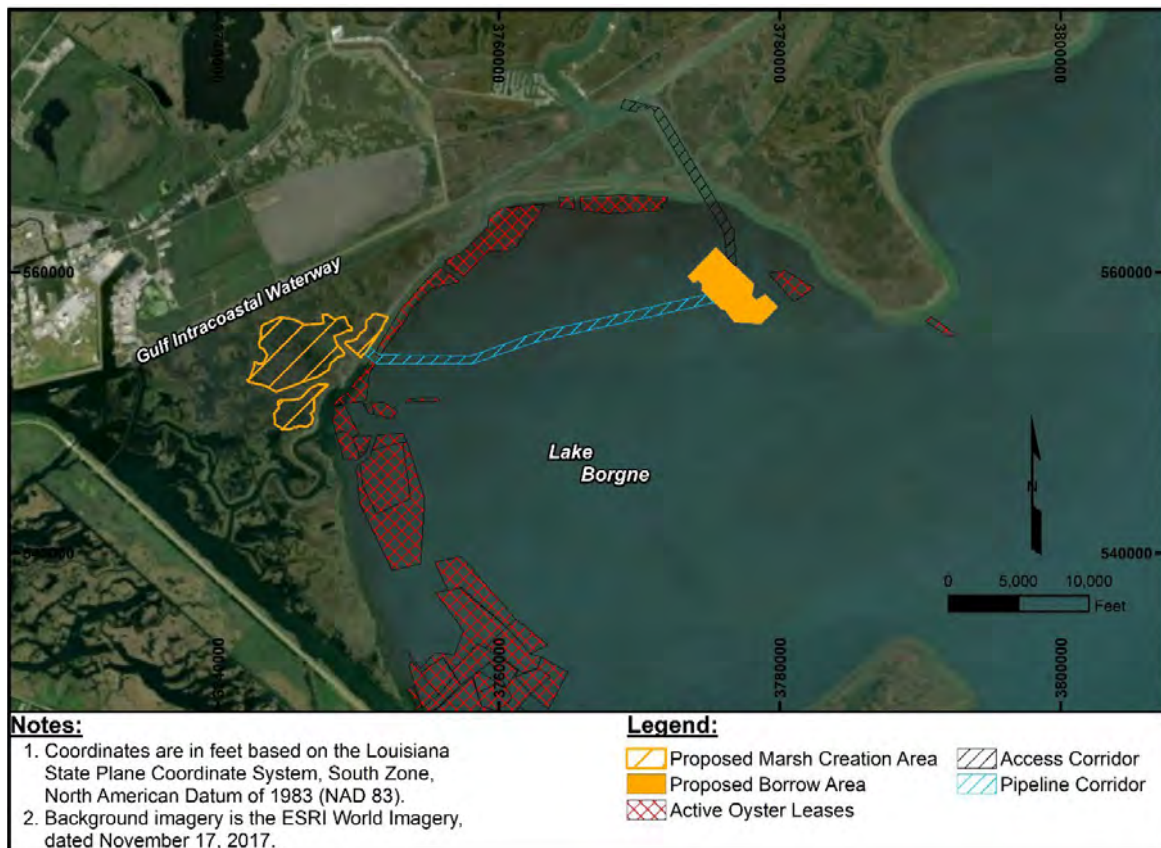 3740000
3760000
3780000
3800000
560000
560000
Gulf Intracoastal Waterway
Lake
Borgne
N
540000
540000
0 5,000 10,000
Feet
3740000
3760000
3780000
3800000
Notes:
1. Coordinates are in feet based on the Louisiana
State Plane Coordinate System, South Zone,
North American Datum of 1983 (NAD 83).
2. Background imagery is the ESRI World Imagery,
dated November 17, 2017.
Legend:
Proposed Marsh Creation Area
Proposed Borrow Area
Active Oyster Leases
Access Corridor
Pipeline Corridor